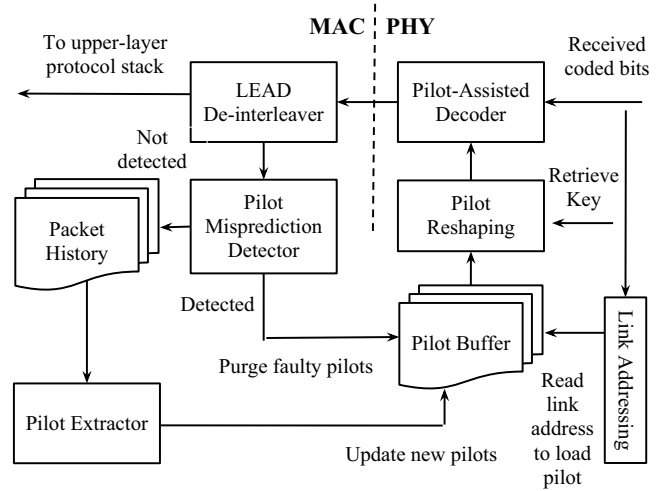 MAC
PHY
To upper-layer
protocol stack
Received
coded bits
LEAD
De-interleaver
Pilot-Assisted
Decoder
Not
detected
Retrieve
Key
Packet
History
Pilot
Misprediction
Detector
Pilot
Reshaping
Detected
Purge faulty pilots
Pilot Buffer
Link Addressing
Read
link
address
to load
pilot
Pilot Extractor
Update new pilots